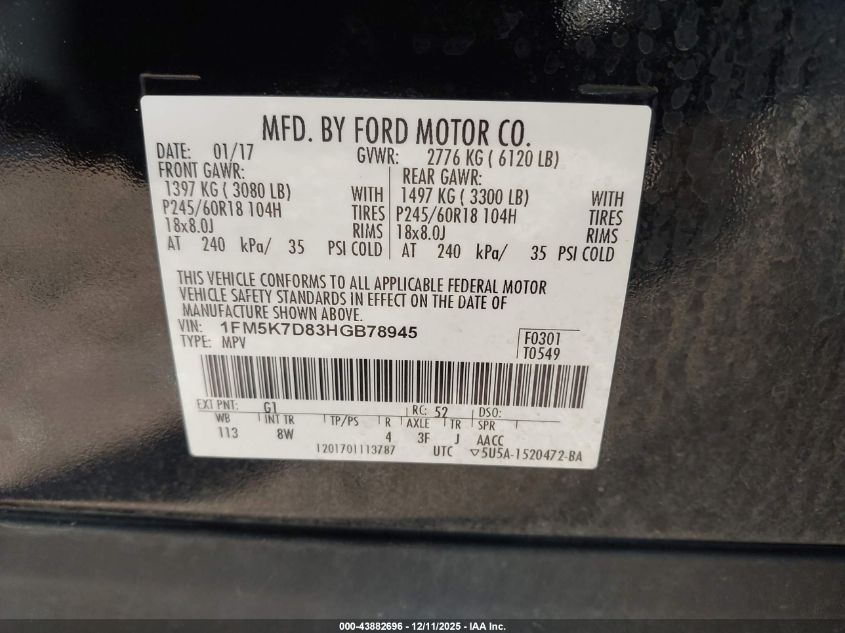 MFD. BY FORD MOTOR CO.
DATE: 01/17 GVWR: 2776 KG ( 6120 LB)
FRONT GAWR: REAR GAWR:
1397 KG ( 3080 LB) WITH 1497 KG ( 3300 LB) WITH
P245/60R18 104H TIRES P245/60R18 104H TIRES
18x8.0J RIMS 18x8.0J RIMS
AT 240 kPa/ 35 PSI COLD AT 240 kPa/ 35 PSI COLD
THIS VEHICLE CONFORMS TO ALL APPLICABLE FEDERAL MOTOR
VEHICLE SAFETY STANDARDS IN EFFECT ON THE DATE OF
MANUFACTURE SHOWN ABOVE.
VIN: 1FM5K7D83HGB78945 F0301
TYPE: MPV T0549
EXT PNT: G1 RC: 52 DSO:
WB INT TR TP/PS R AXLE TR SPR
113 8W 4 3F J AACC
1201701113787 UTC ▽5U5A-1520472-BA
000-43882696 - 12/11/2025 - IAA Inc.